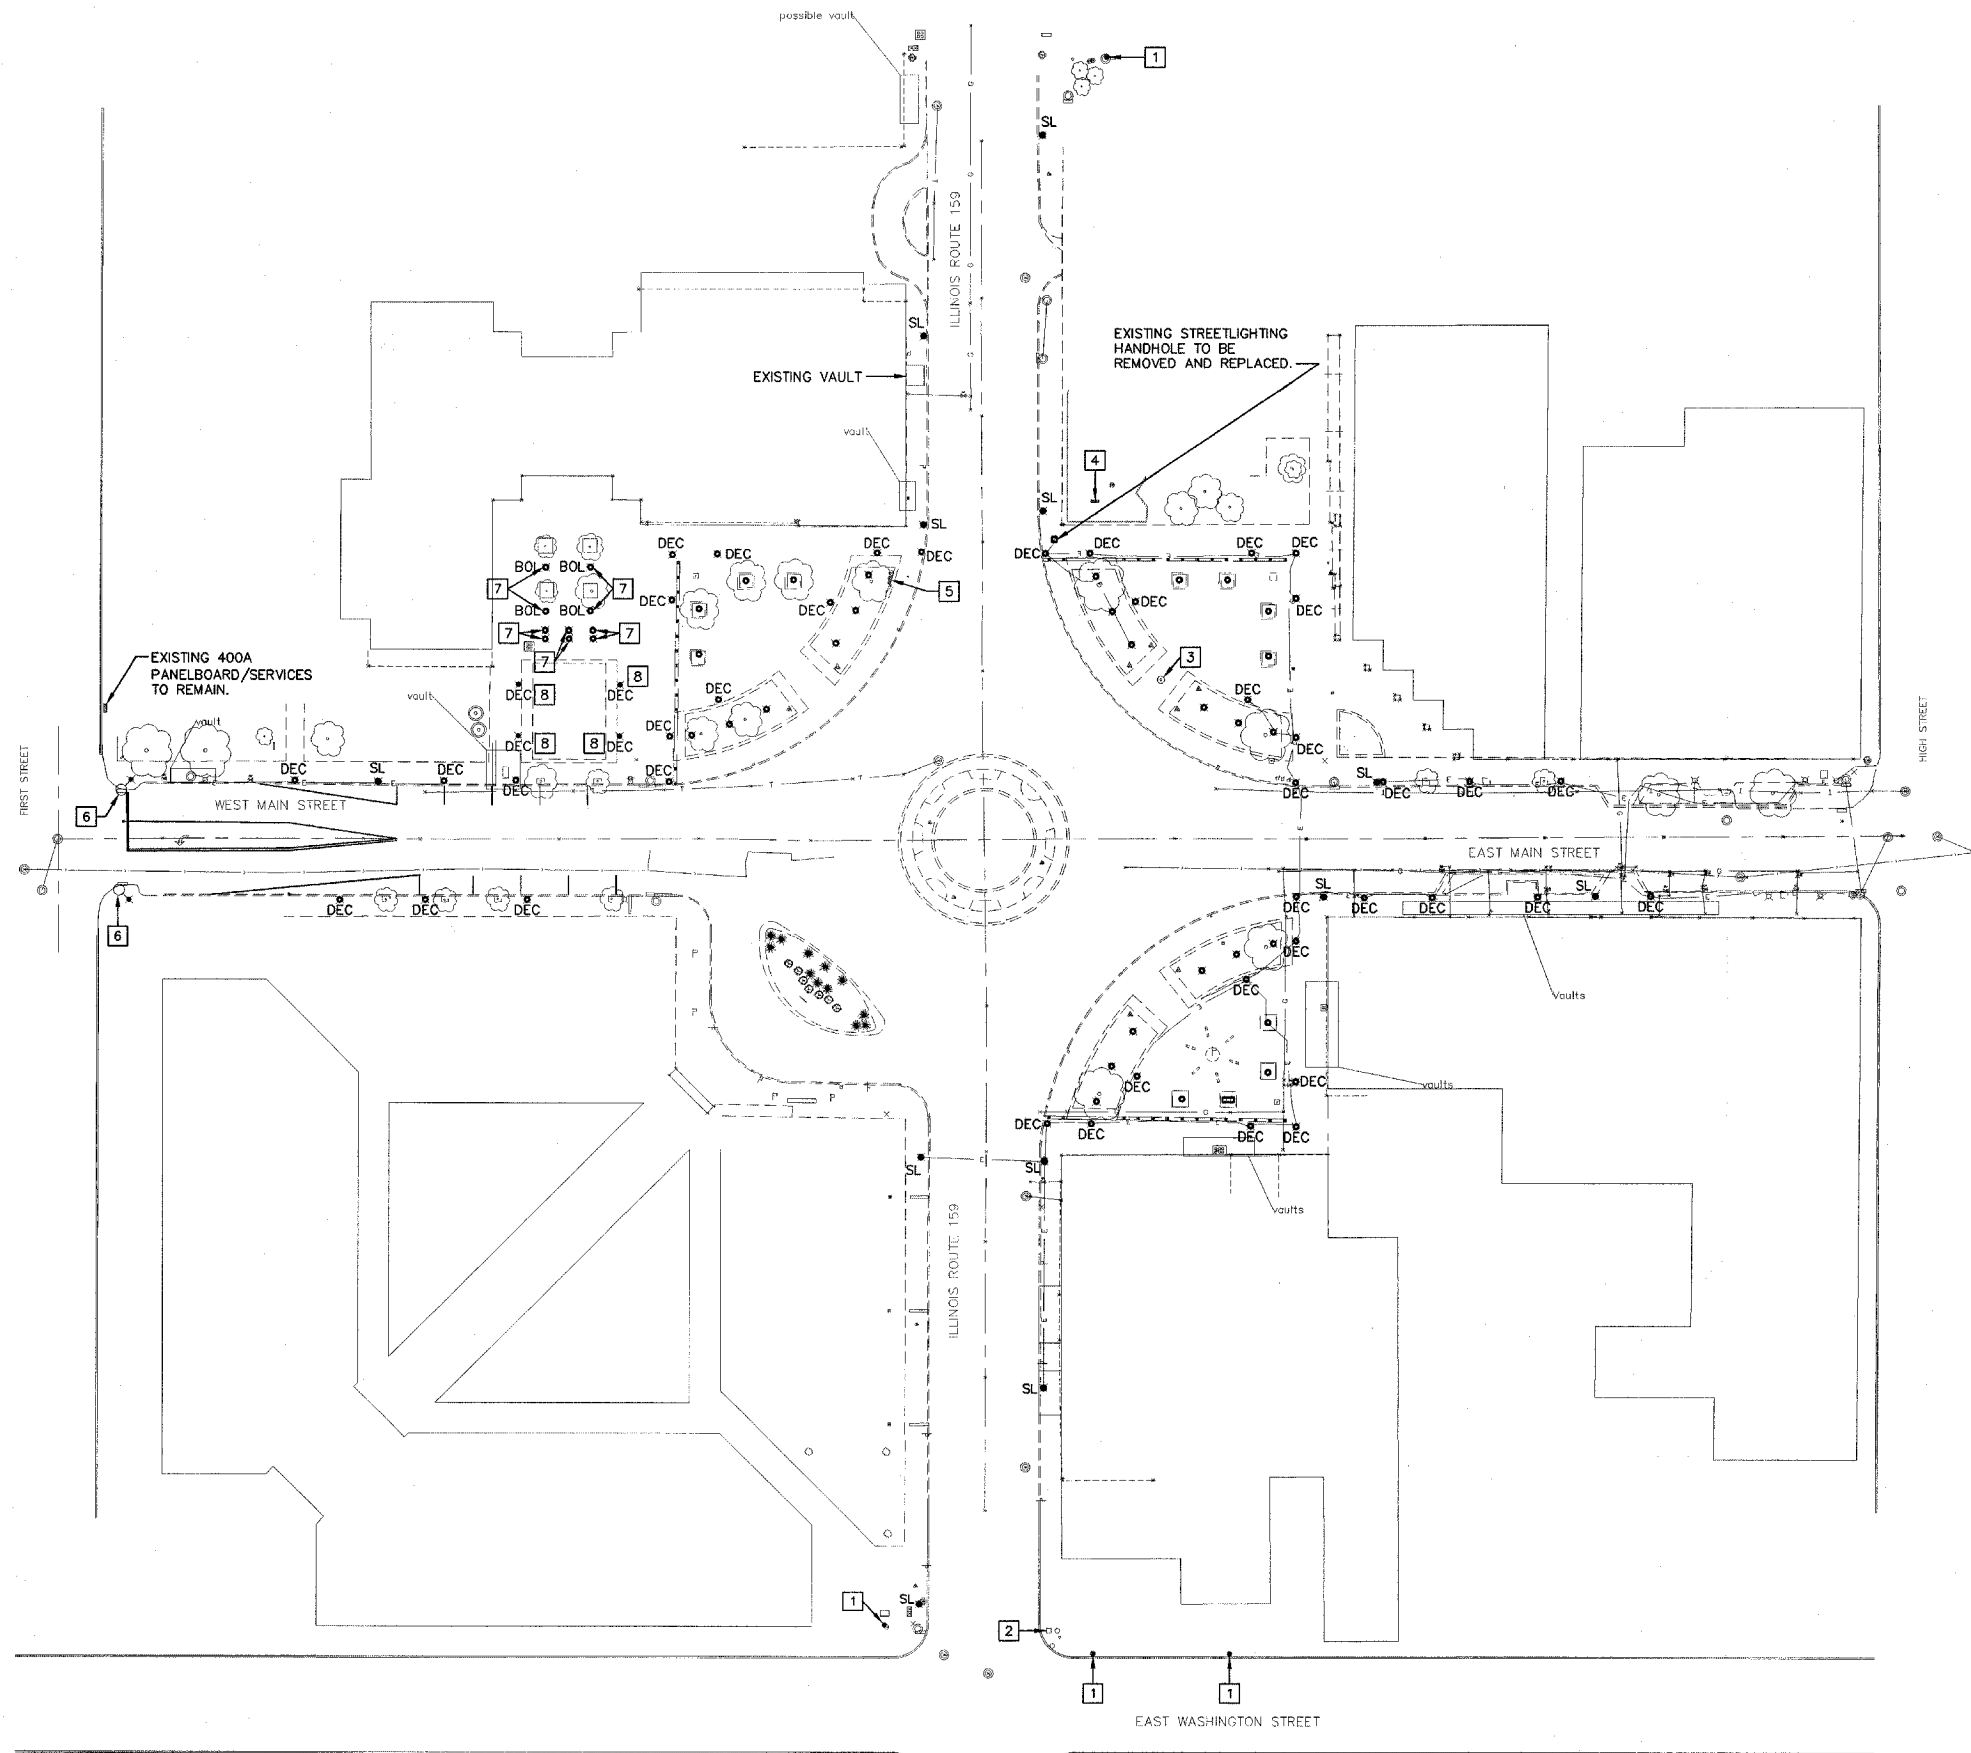 possible vault
1
SL
ILLINOIS ROUTE 159
SL
EXISTING STREETLIGHTING
HANDHOLE TO BE
REMOVED AND REPLACED.
EXISTING VAULT
vault
4
SL
SL
DEC
DEC
DEC
DEC
DEC
DEC
DEC
DEC
BOL
BOL
7
7
5
DEC
DEC
DEC
DEC
BOL
BOL
7
7
7
EXISTING 400A
PANELBOARD/SERVICES
TO REMAIN.
3
8
DEC
8
DEC
vault
DEC
DEC
vault
DEC
8
8
DEC
DEC
DEC
FIRST STREET
HIGH STREET
DEC
SL
DEC
DEC
DEC
DEC
SL
DEC
DEC
DEC
WEST MAIN STREET
6
EAST MAIN STREET
SL
SL
DEC
DEC
DEC
DEC
DEC
DEC
DEC
DEC
6
DEC
P
DEC
Vaults
P
DEC
DEC
vaults
P
P
DEC
DEC
DEC
DEC
SL
SL
vaults
ILLINOIS ROUTE 159
SL
1
SL
2
1
1
EAST WASHINGTON STREET